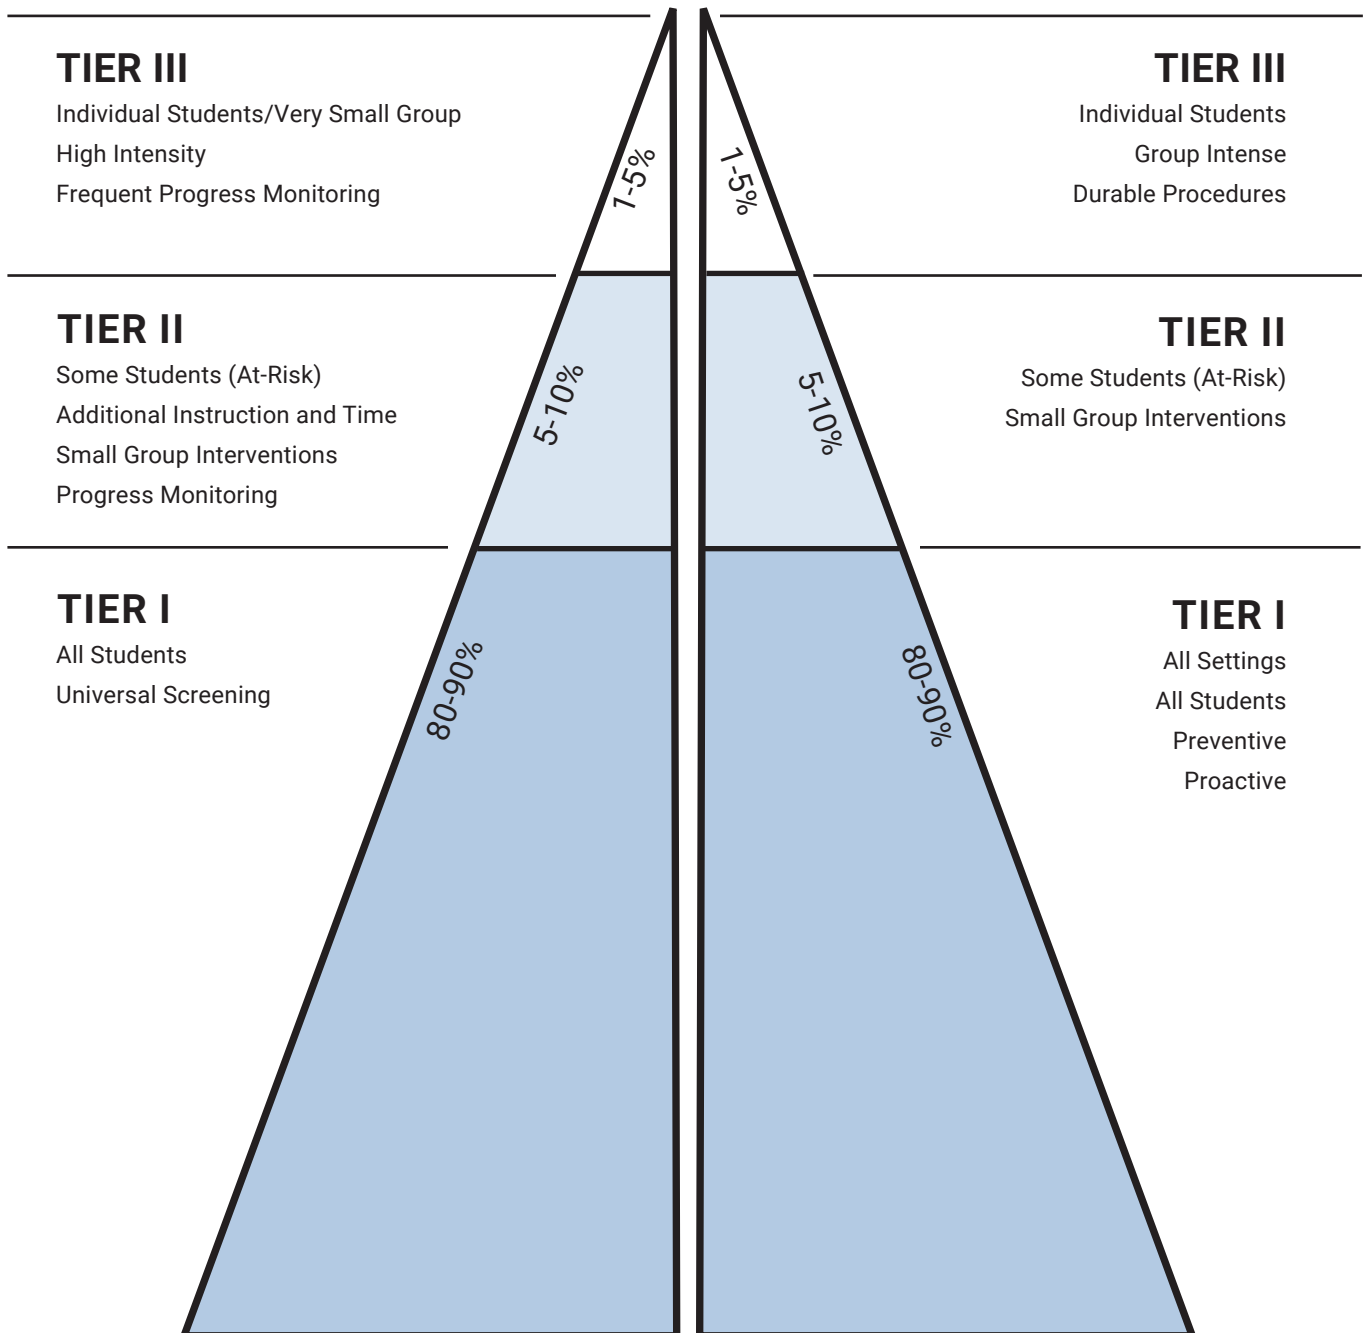 TIER III
Individual Students/Very Small Group
High Intensity
Frequent Progress Monitoring
1-5%
TIER II
Some Students (At-Risk)
Additional Instruction and Time
Small Group Interventions
Progress Monitoring
5-10%
TIER I
All Students
Universal Screening
80-90%
TIER III
Individual Students
Group Intense
Durable Procedures
1-5%
TIER II
Some Students (At-Risk)
Small Group Interventions
5-10%
TIER I
All Settings
All Students
Preventive
Proactive
80-90%